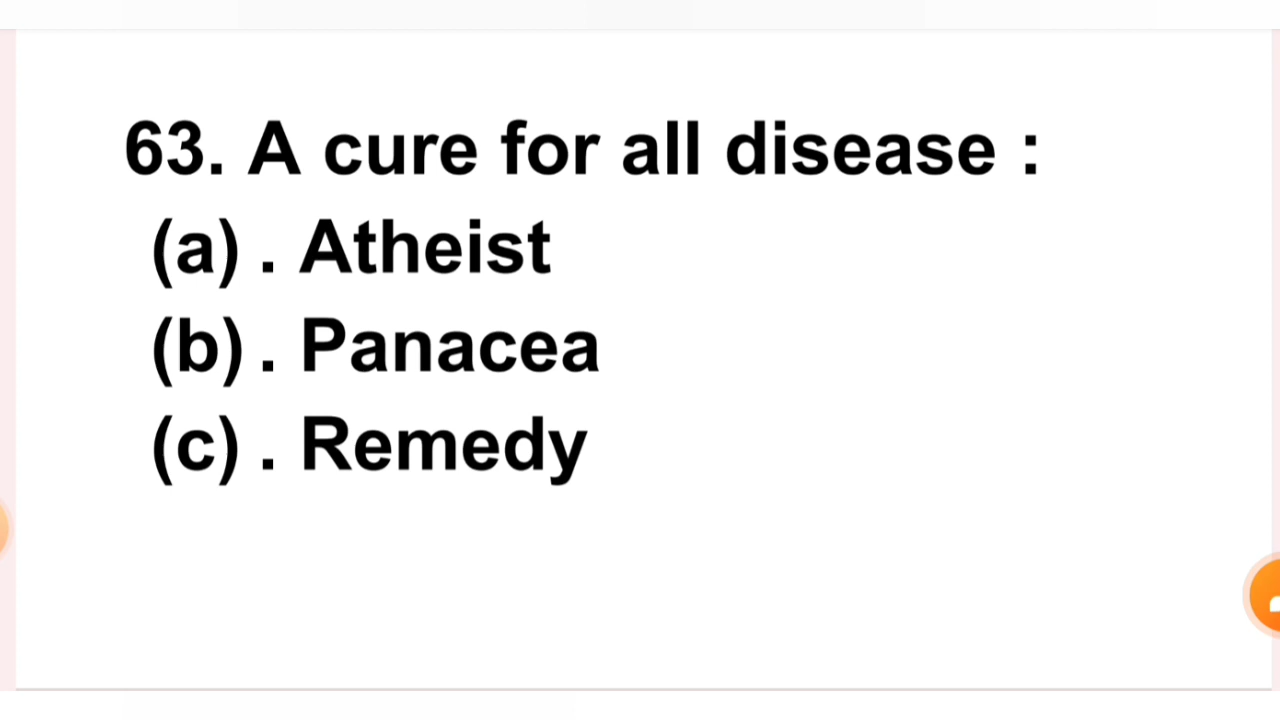 63. A cure for all disease :
(a) . Atheist
(b) . Panacea
(c) . Remedy